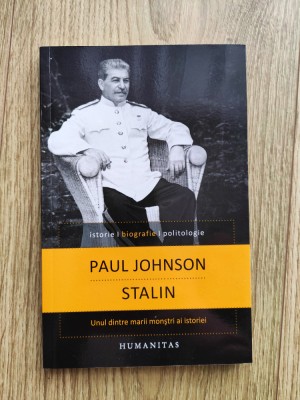 istorie | biografie | politologie
PAUL JOHNSON
STALIN
Unul dintre marii monștri ai istoriei
HUMANITAS